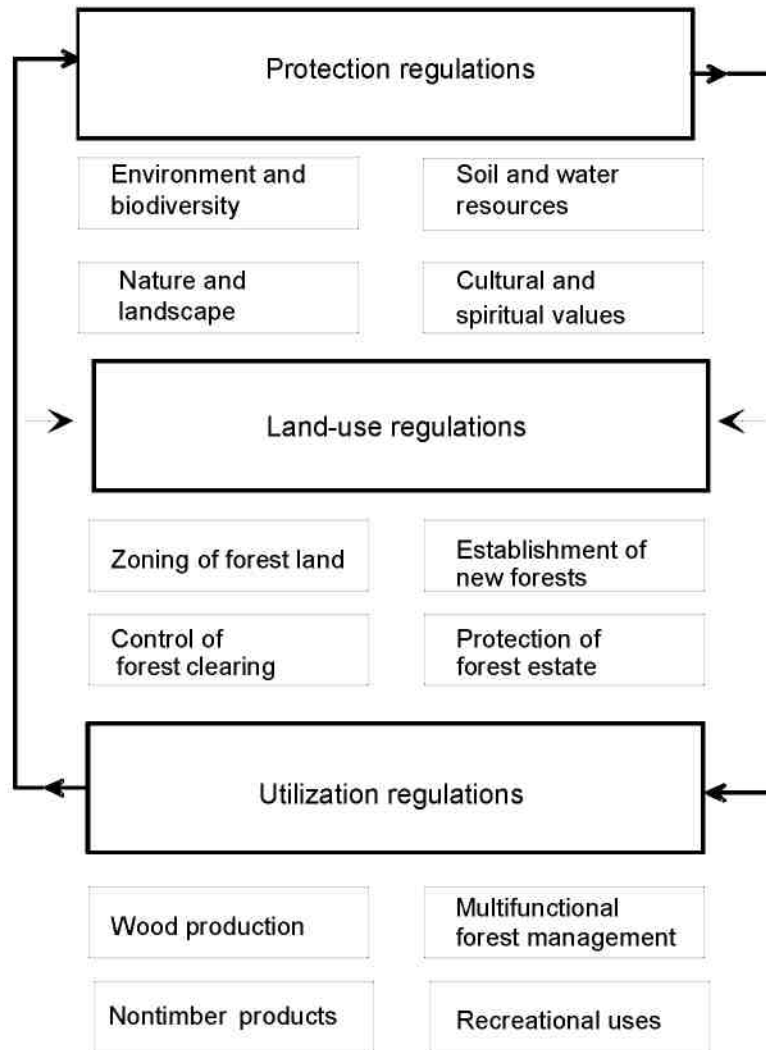 Protection regulations
Environment and
biodiversity
Soil and water
resources
Nature and
landscape
Cultural and
spiritual values
Land-use regulations
Zoning of forest land
Establishment of
new forests
Control of
forest clearing
Protection of
forest estate
Utilization regulations
Wood production
Multifunctional
forest management
Nontimber products
Recreational uses